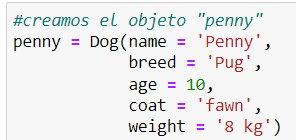 #creamos el objeto "penny"
penny = Dog(name = 'Penny',
breed = 'Pug',
age = 10,
coat = 'fawn',
weight = '8 kg')